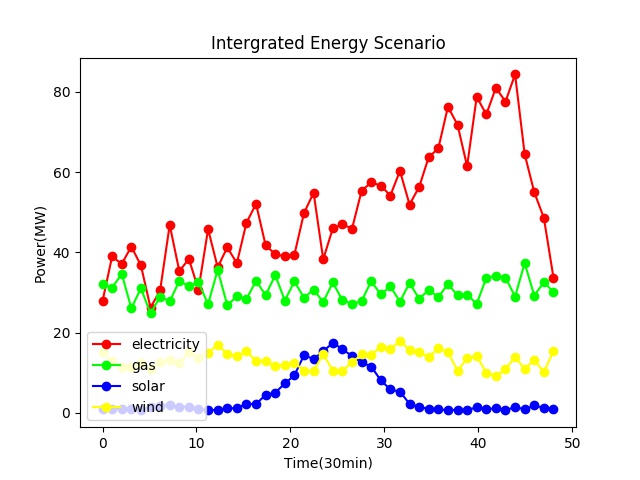 Intergrated Energy Scenario
Power(MW)
80
60
40
20
0
electricity
gas
solar
wind
0 10 20 30 40 50
Time(30min)